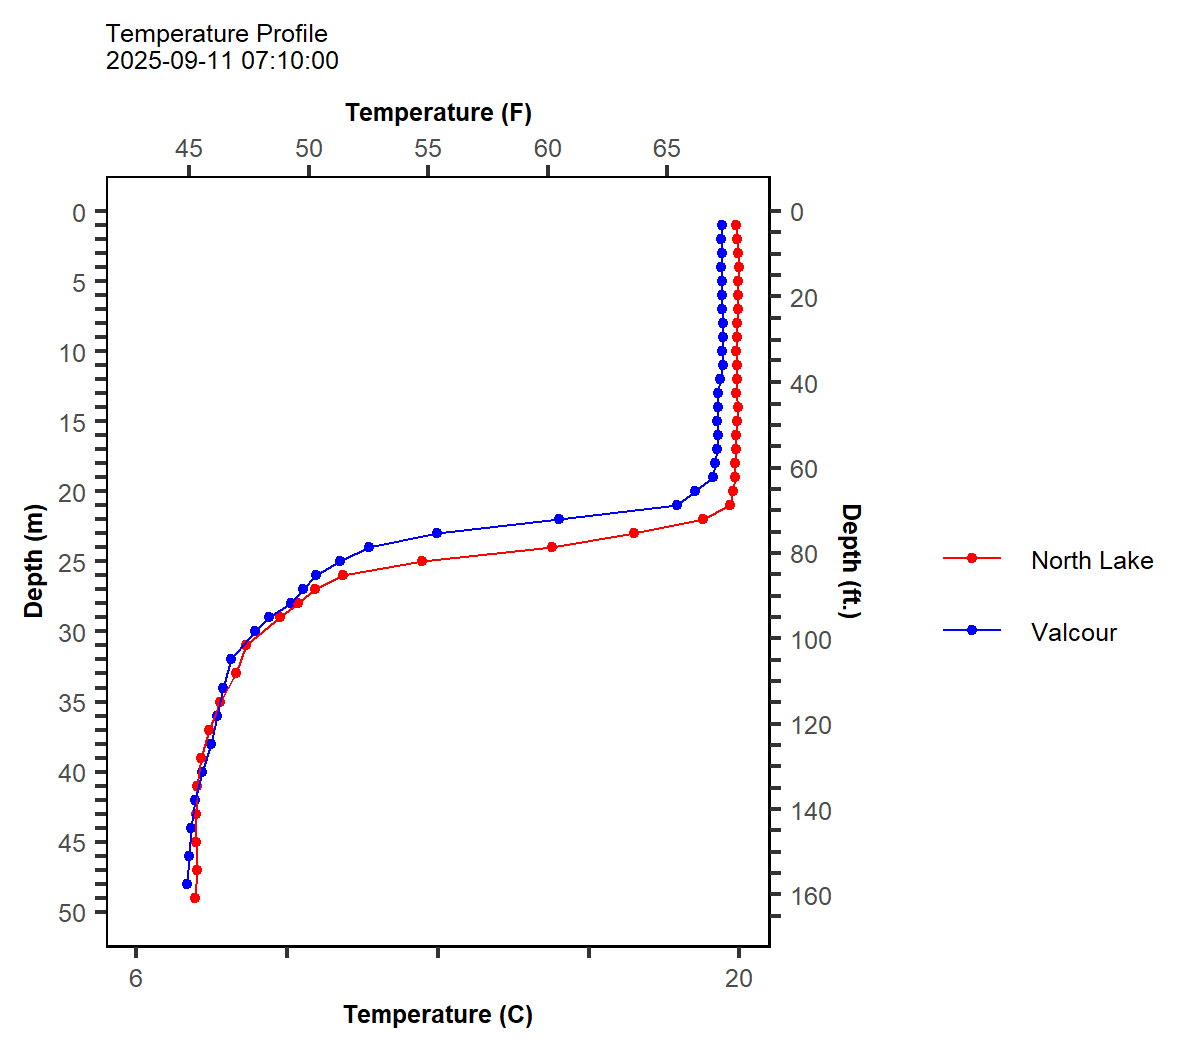 Temperature Profile
2025-09-11 07:10:00
Temperature (F)
45 50 55 60 65
0
5
10
15
20
25
30
35
40
45
50
Depth (m)
0
20
40
60
80
100
120
140
160
Depth (ft.)
North Lake
Valcour
6 20
Temperature (C)